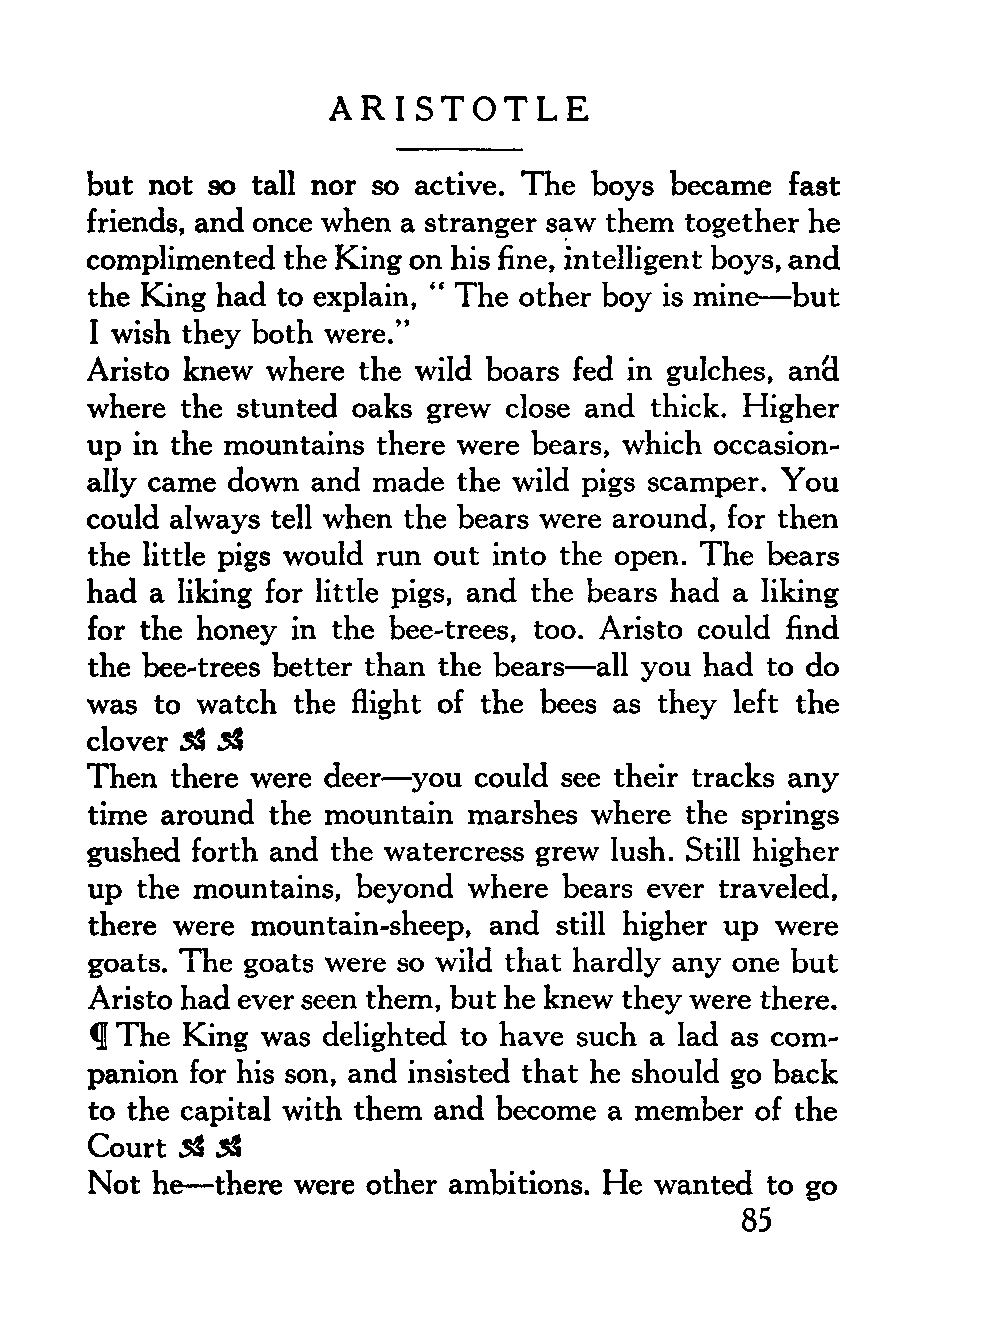 ARISTOTLE
but not so tall nor so active. The boys became fast
friends, and once when a stranger saw them together he
complimented the King on his fine, intelligent boys, and
the King had to explain, “ The other boy is mine—but
I wish they both were.”
Aristo knew where the wild boars fed in gulches, and
where the stunted oaks grew close and thick. Higher
up in the mountains there were bears, which occasion-
ally came down and made the wild pigs scamper. You
could always tell when the bears were around, for then
the little pigs would run out into the open. The bears
had a liking for little pigs, and the bears had a liking
for the honey in the bee-trees, too. Aristo could find
the bee-trees better than the bears—all you had to do
was to watch the flight of the bees as they left the
clover
Then there were deer—you could see their tracks any
time around the mountain marshes where the springs
gushed forth and the watercress grew lush. Still higher
up the mountains, beyond where bears ever traveled,
there were mountain-sheep, and still higher up were
goats. The goats were so wild that hardly any one but
Aristo had ever seen them, but he knew they were there.
¶ The King was delighted to have such a lad as com-
panion for his son, and insisted that he should go back
to the capital with them and become a member of the
Court
Not he—there were other ambitions. He wanted to go
85